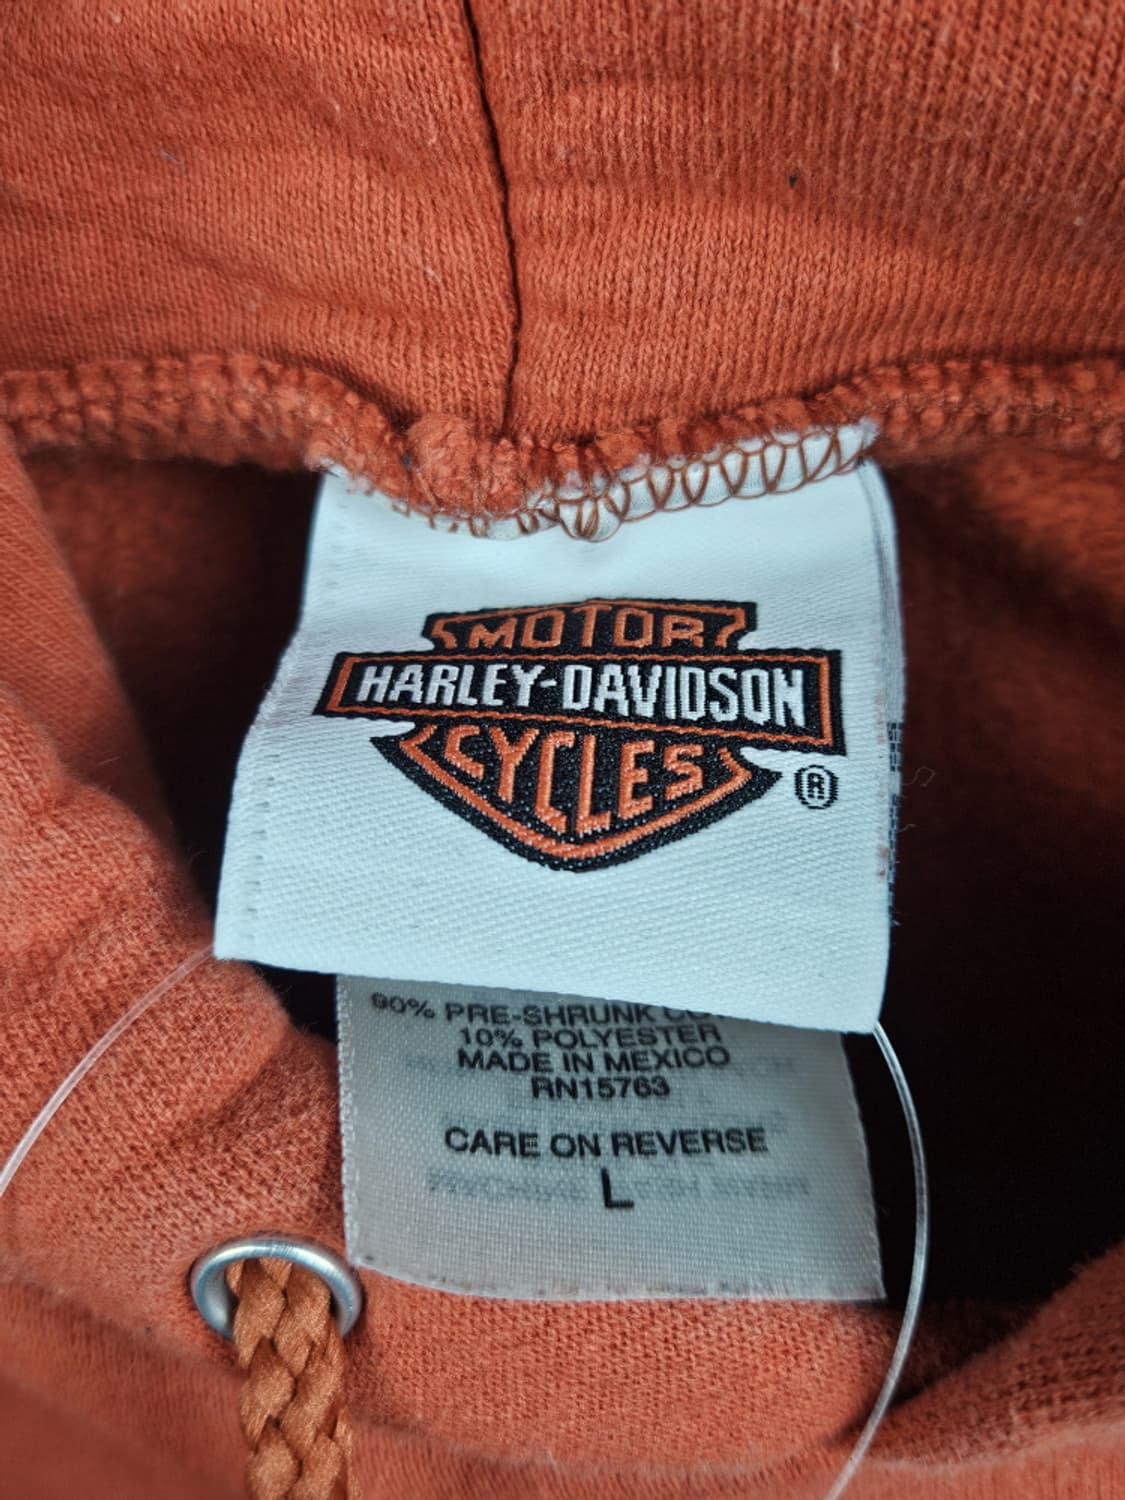 MOTOR
HARLEY-DAVIDSON
CYCLES
®
90% PRE-SHRUNK
10% POLYESTER
MADE IN MEXICO
RN15763
CARE ON REVERSE
L